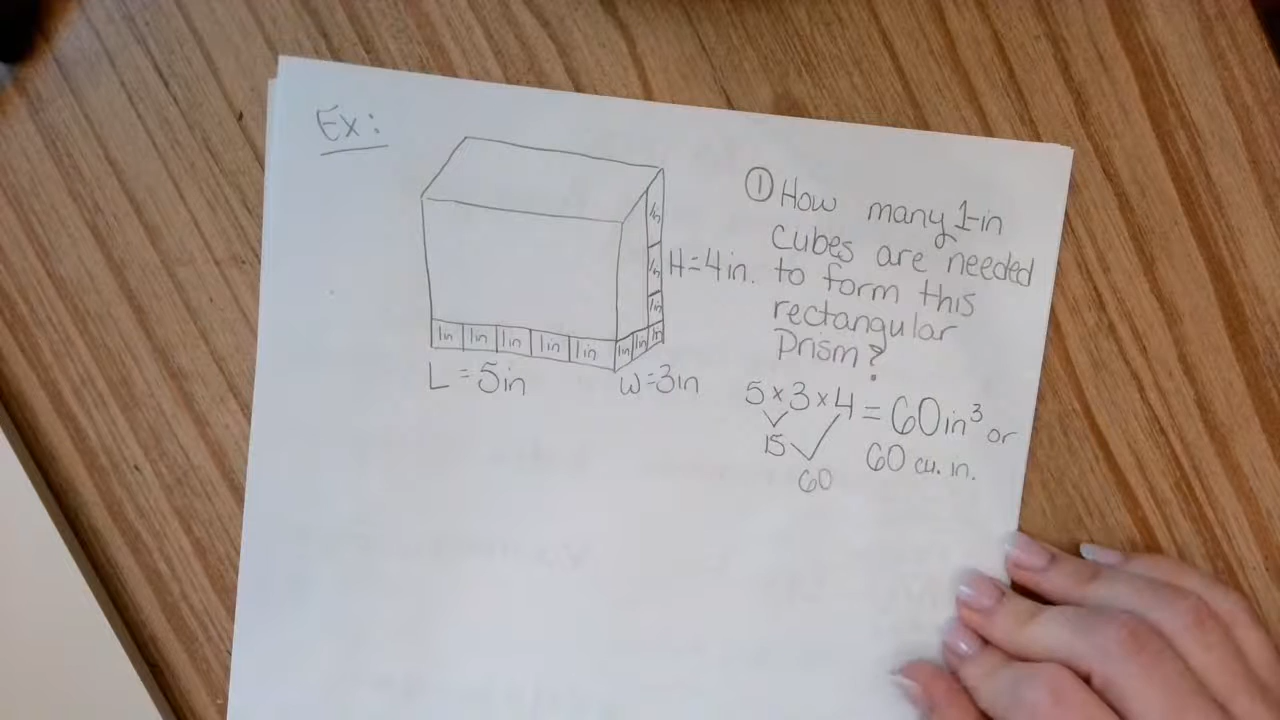 Ex:
1in
1in
1in
1in
1in
1in
1in
1in
1in
1in
1in
H=4in.
L=5in
W=3in
① How many 1-in
cubes are needed
to form this
rectangular
Prism?
5×3×4=60in³ or
15
60 cu. in.
60